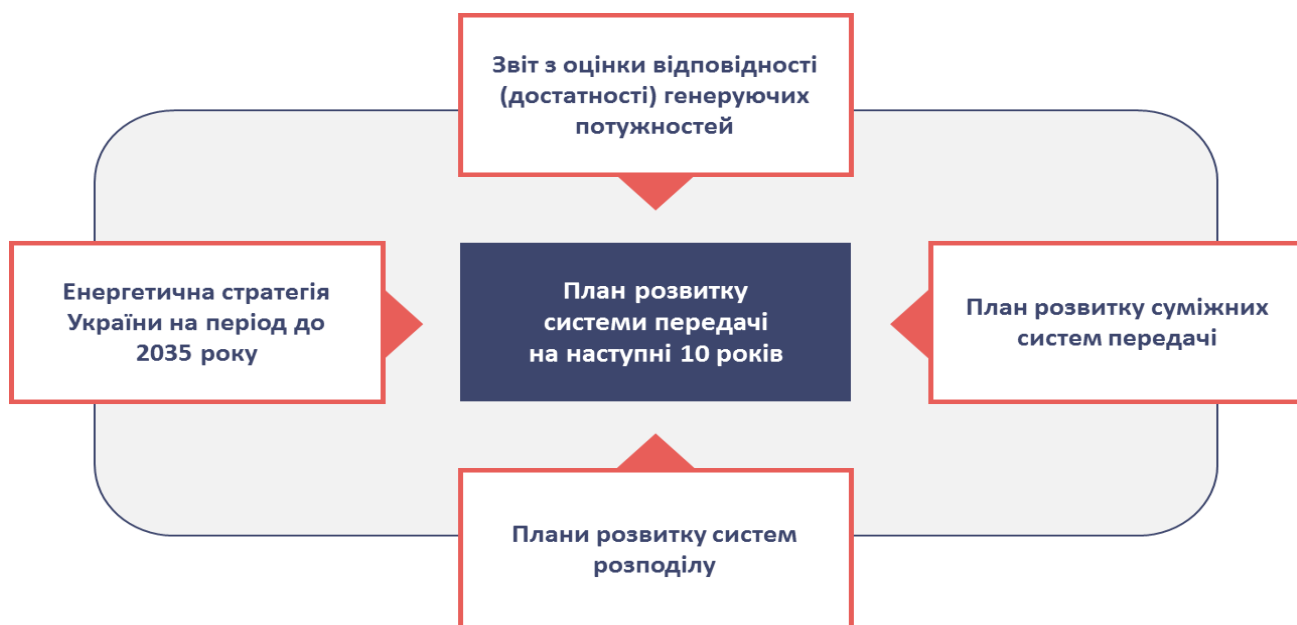 Звіт з оцінки відповідності
(достатності) генеруючих
потужностей
Енергетична стратегія
України на період до
2035 року
План розвитку
системи передачі
на наступні 10 років
План розвитку суміжних
систем передачі
Плани розвитку систем
розподілу